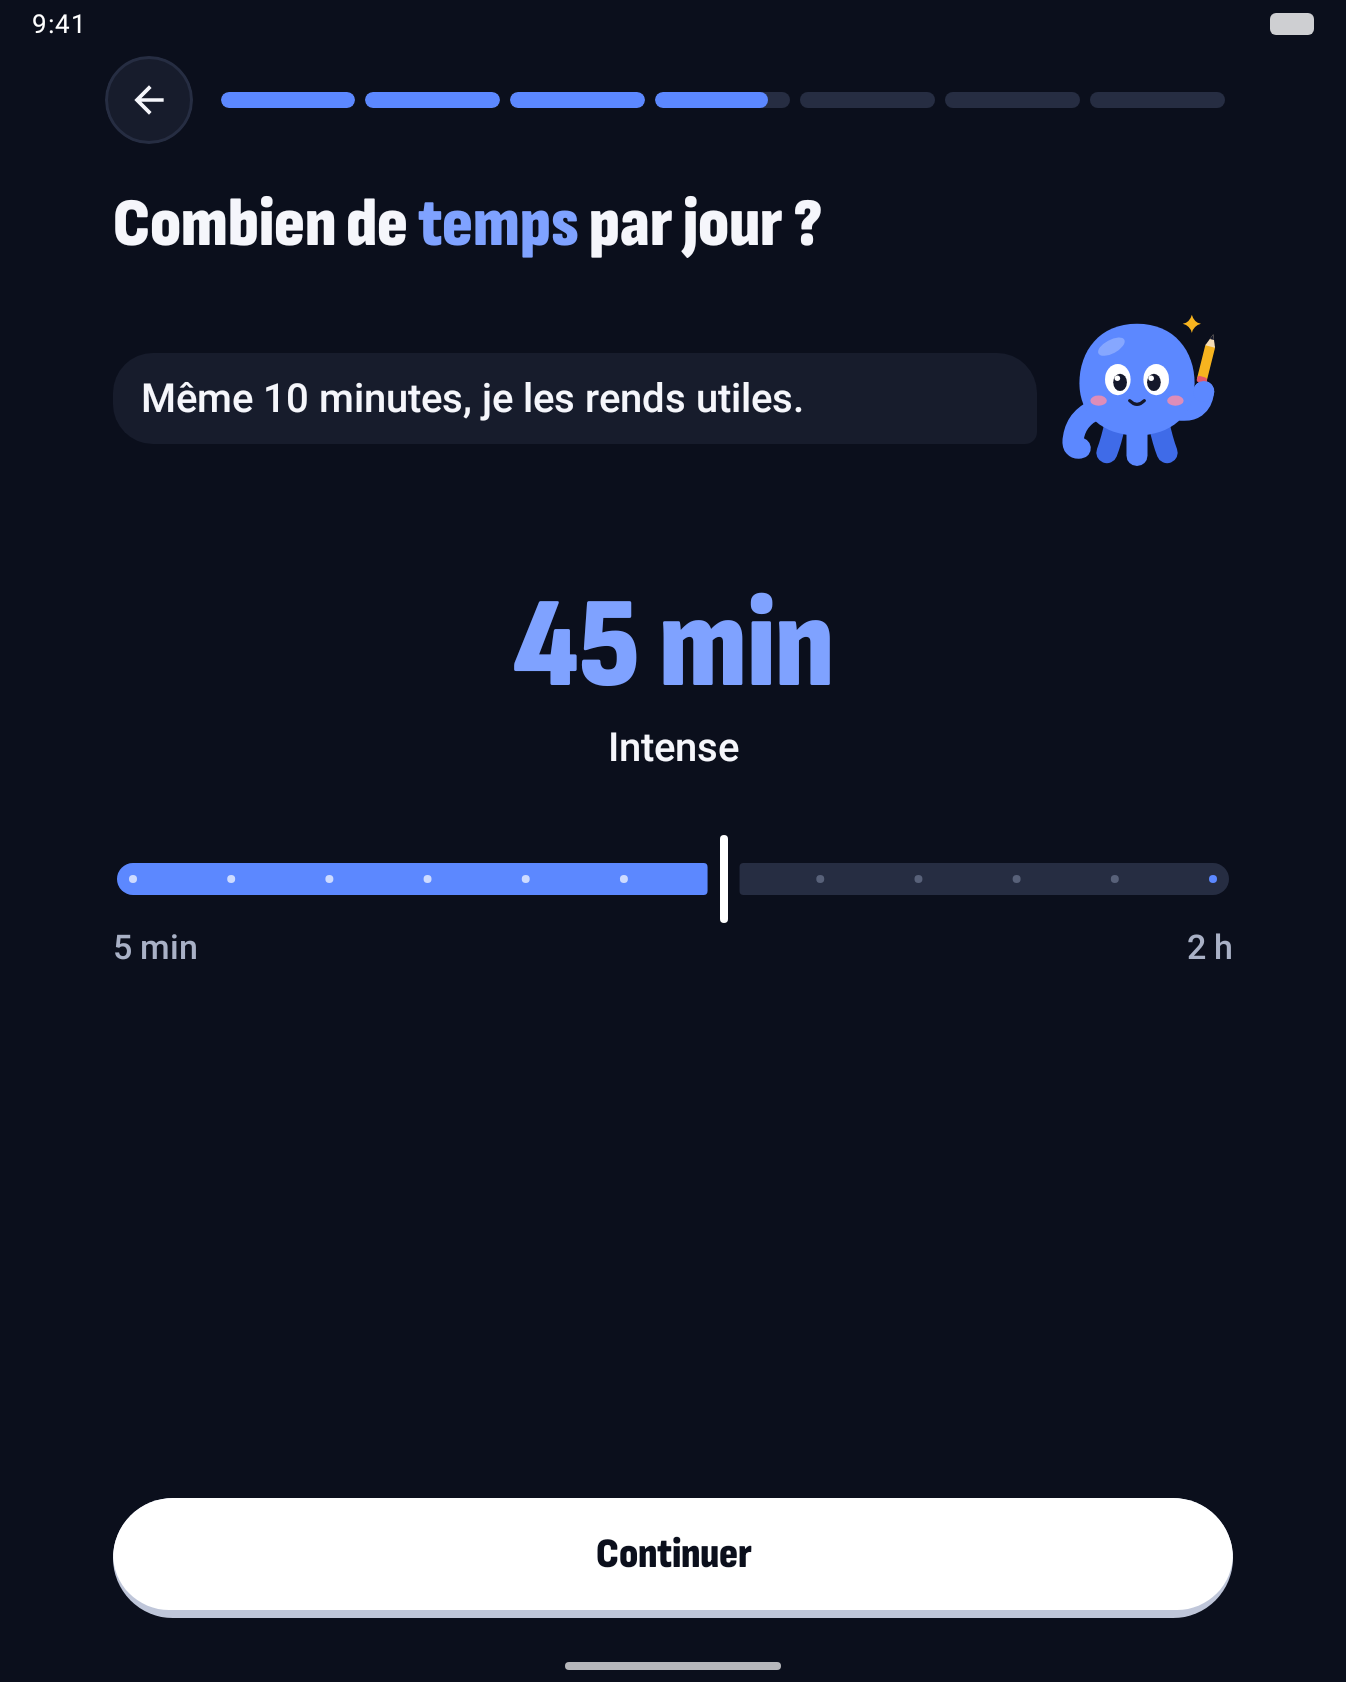 9:41
Combien de temps par jour ?
Même 10 minutes, je les rends utiles.
45 min
Intense
5 min
2 h
Continuer